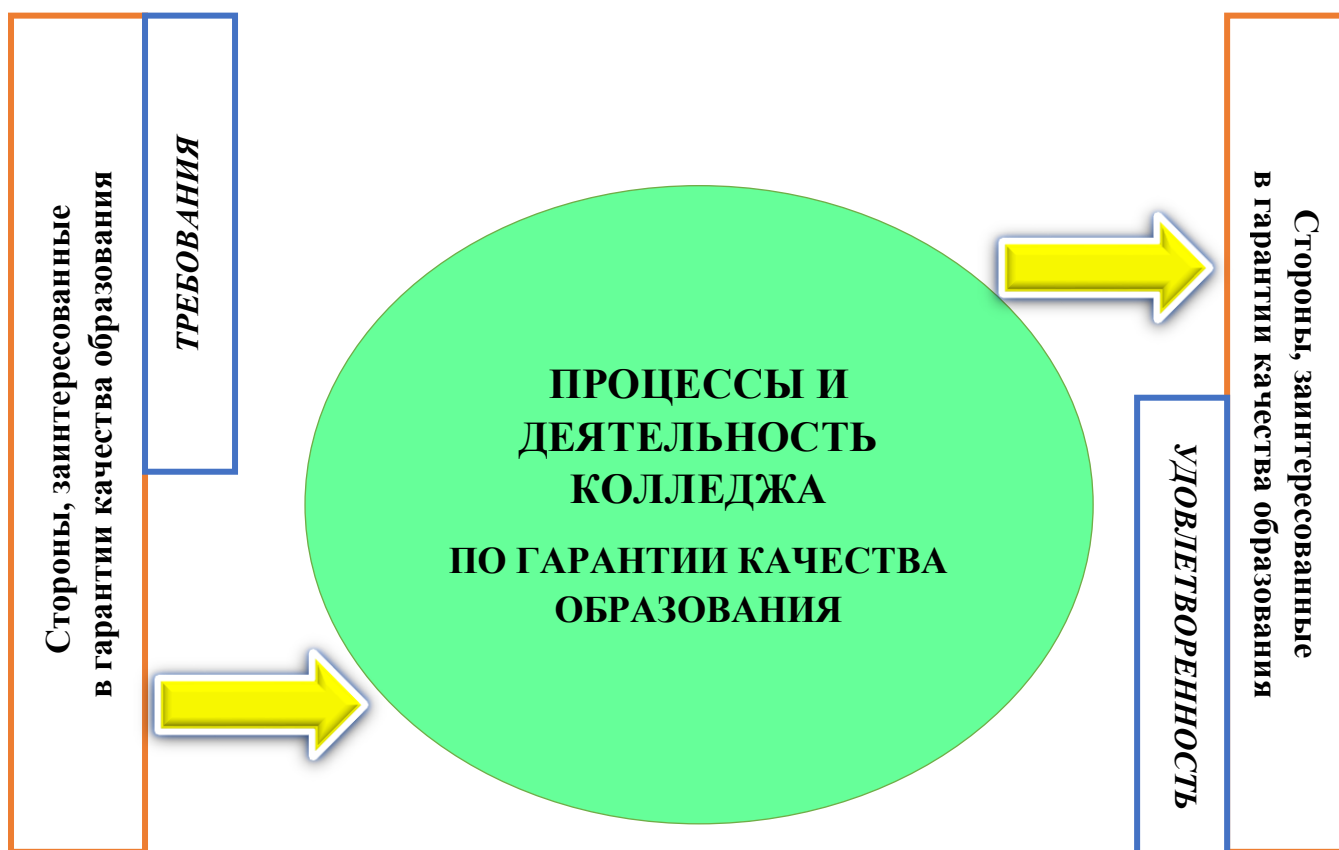 Стороны, заинтересованные
в гарантии качества образования
ТРЕБОВАНИЯ
ПРОЦЕССЫ И
ДЕЯТЕЛЬНОСТЬ
КОЛЛЕДЖА
ПО ГАРАНТИИ КАЧЕСТВА
ОБРАЗОВАНИЯ
УДОВЛЕТВОРЕННОСТЬ
Стороны, заинтересованные
в гарантии качества образования